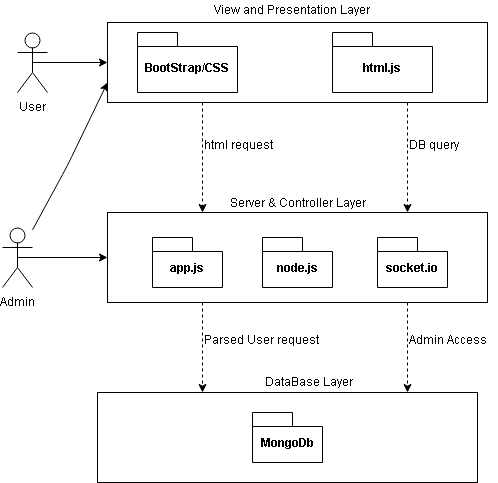 View and Presentation Layer
BootStrap/CSS
html.js
User
html request
DB query
Server & Controller Layer
app.js
node.js
socket.io
Admin
Parsed User request
Admin Access
DataBase Layer
MongoDb